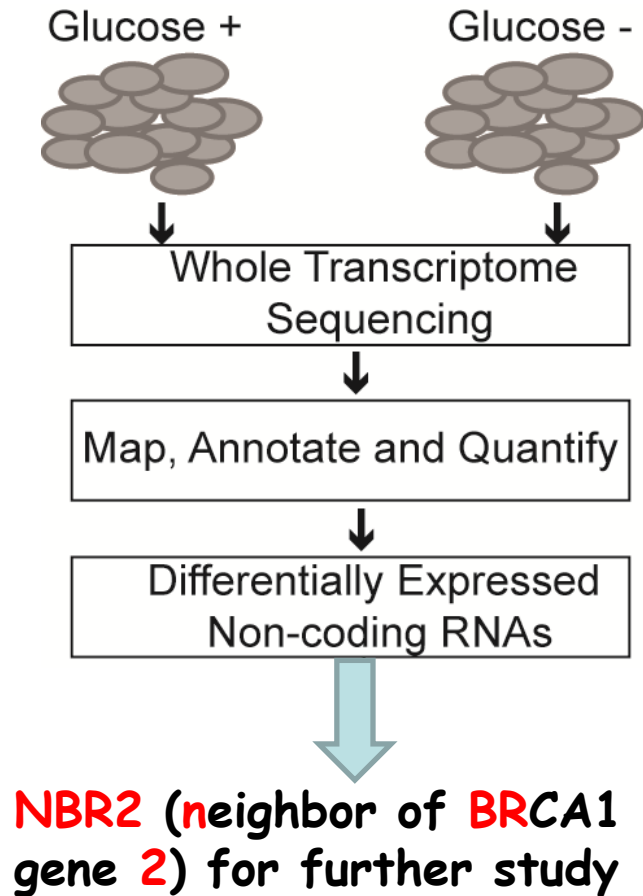 Glucose + Glucose -
Whole Transcriptome
Sequencing
Map, Annotate and Quantify
Differentially Expressed
Non-coding RNAs
NBR2 (neighbor of BRCA1
gene 2) for further study